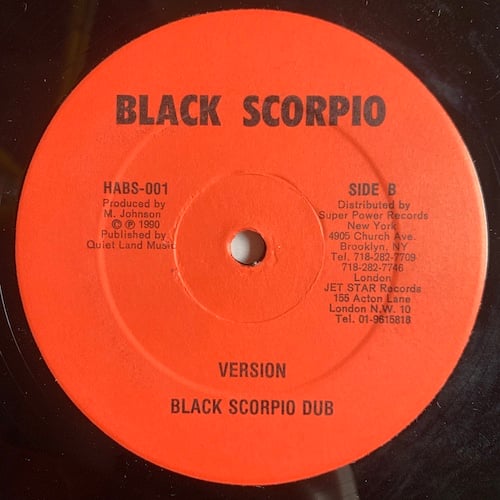 BLACK SCORPIO
HABS-001
Produced by
M. Johnson
© ℗ 1990
Published by
Quiet Land Music
SIDE B
Distributed by
Super Power Records
New York
4905 Church Ave.
Brooklyn, NY
Tel. 718-282-7709
718-282-7746
London
JET STAR Records
155 Acton Lane
London N.W. 10
Tel. 01-9615818
VERSION
BLACK SCORPIO DUB